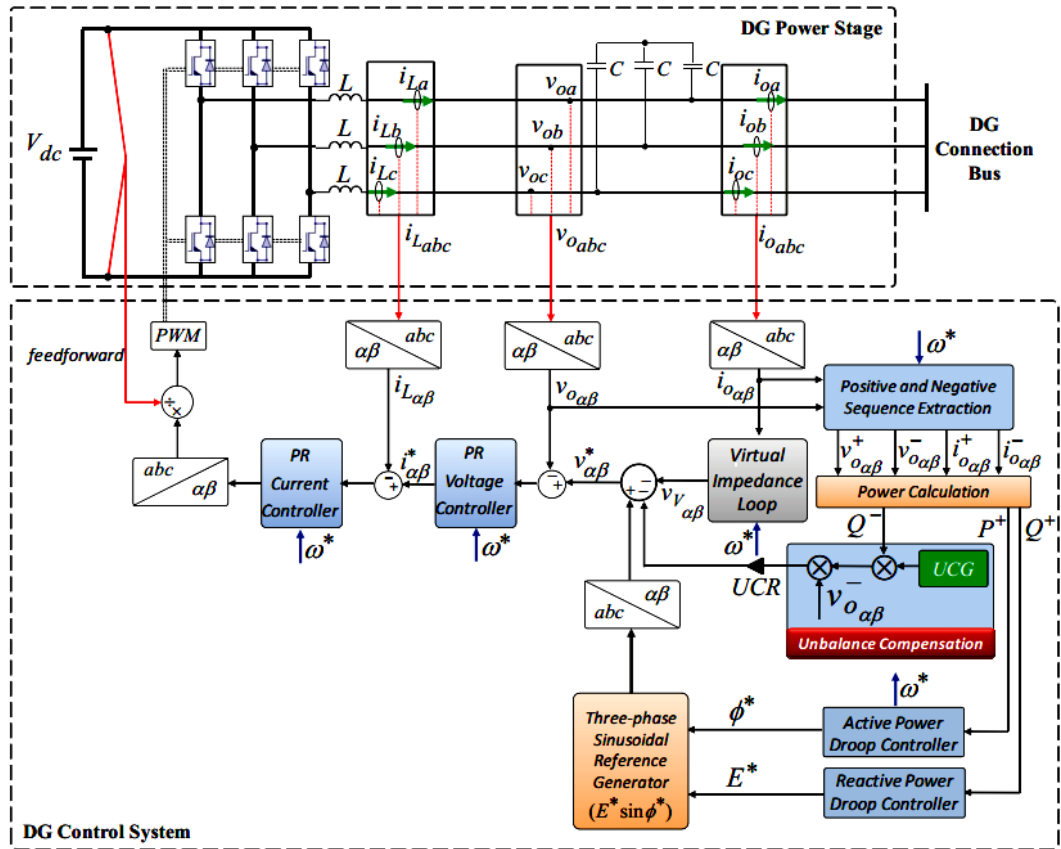 DG Power Stage
V_dc
L
L
L
i_La
i_Lb
i_Lc
v_oa
v_ob
v_oc
C
C
C
i_oa
i_ob
i_oc
DG
Connection
Bus
i_Labc
v_oabc
i_oabc
feedforward
PWM
÷
×
abc
αβ
abc
αβ
abc
αβ
i_Lαβ
v_oαβ
i_oαβ
ω*
Positive and Negative
Sequence Extraction
v+_oαβ
v-_oαβ
i+_oαβ
i-_oαβ
Power Calculation
Q-
P+
Q+
abc
αβ
PR
Current
Controller
ω*
- +
i*_αβ
PR
Voltage
Controller
ω*
- +
v*_αβ
+ - -
v_Vαβ
Virtual
Impedance
Loop
ω*
UCR
UCG
v-_oαβ
Unbalance Compensation
αβ
abc
ω*
Three-phase
Sinusoidal
Reference
Generator
(E*sinϕ*)
ϕ*
Active Power
Droop Controller
E*
Reactive Power
Droop Controller
DG Control System